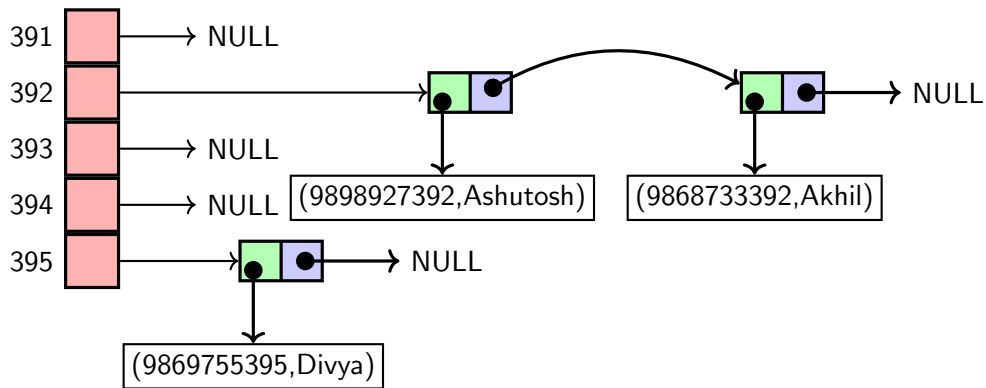 391 NULL
392 NULL
393 NULL
(9898927392,Ashutosh) (9868733392,Akhil)
394 NULL
395 NULL
(9869755395,Divya)